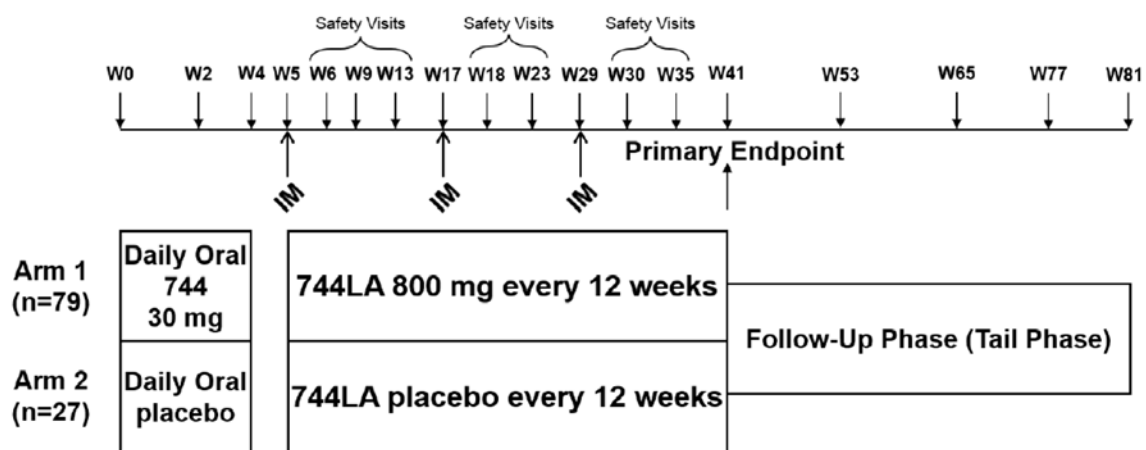 Safety Visits Safety Visits Safety Visits
W0 W2 W4 W5 W6 W9 W13 W17 W18 W23 W29 W30 W35 W41 W53 W65 W77 W81
Primary Endpoint
IM IM IM
Arm 1
(n=79)
Daily Oral
744
30 mg
744LA 800 mg every 12 weeks
Follow-Up Phase (Tail Phase)
Arm 2
(n=27)
Daily Oral
placebo
744LA placebo every 12 weeks